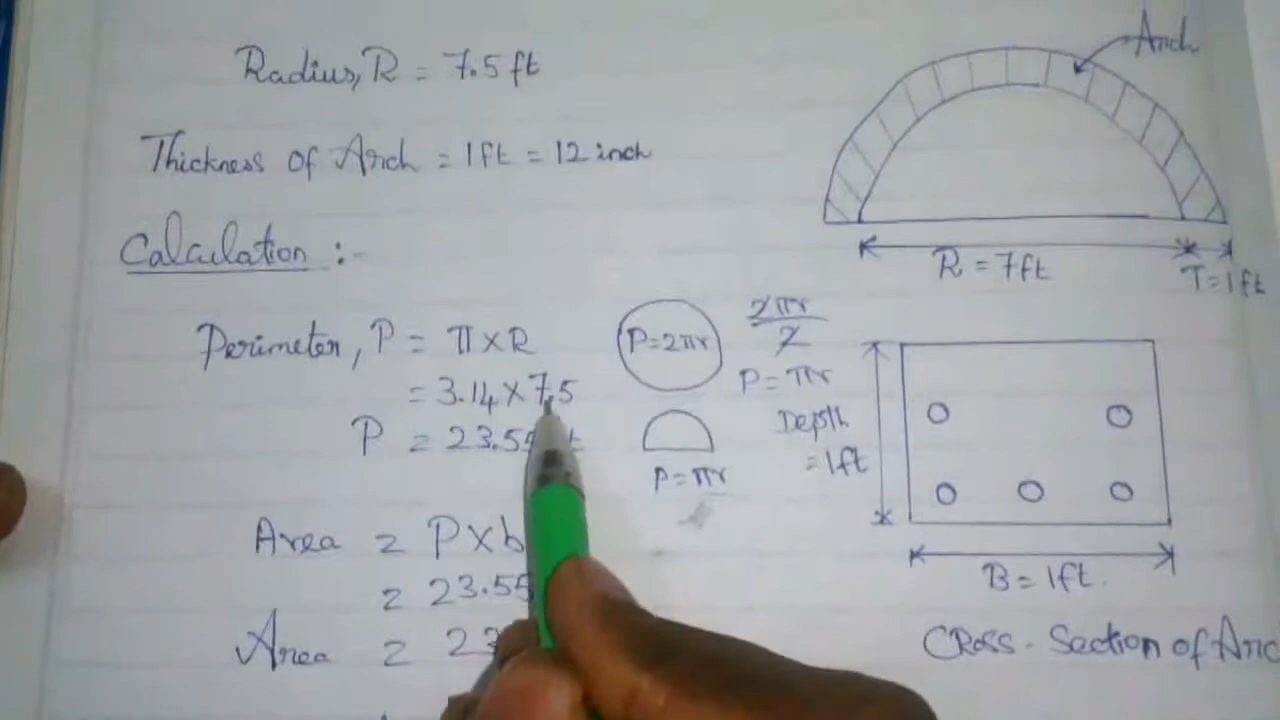 Radius, R = 7.5 ft
Thickness of Arch = 1ft = 12 inch
Calculation :-
Perimeter, P = π × R
= 3.14 × 7.5
P = 23.55
Area = P × b
= 23.55
Area = 23
P = 2πr
2πr
2
P = πr
P = πr
Arch
R = 7ft
T = 1ft
Depth
= 1ft
B = 1ft.
Cross - Section of Arc